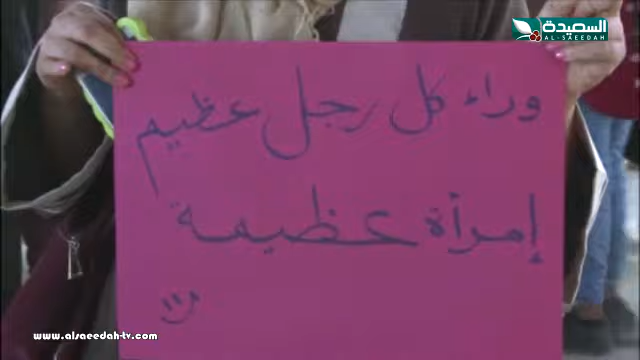 السعيدة
AL-SAEEDAH
وراء كل رجل عظيم
إمرأة عظيمة
www.alsaeedah-tv.com